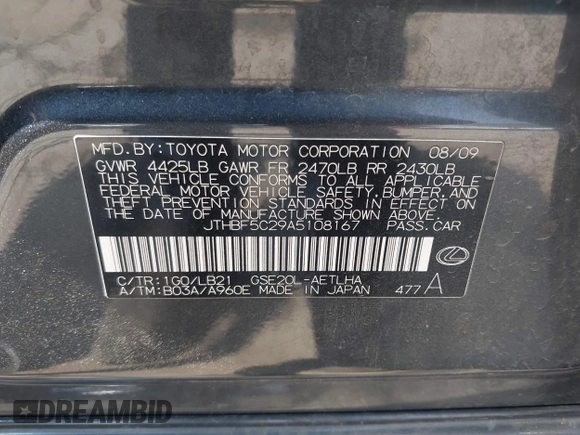 MFD.BY:TOYOTA MOTOR CORPORATION 08/09
GVWR 4425LB GAWR FR 2470LB RR 2430LB
THIS VEHICLE CONFORMS TO ALL APPLICABLE
FEDERAL MOTOR VEHICLE SAFETY,BUMPER,AND
THEFT PREVENTION STANDARDS IN EFFECT ON
THE DATE OF MANUFACTURE SHOWN ABOVE.
JTHBF5C29A5108167 PASS.CAR
C/TR:1G0/LB21 GSE20L-AETLHA
A/TM:B03A/A960E MADE IN JAPAN 477A
DREAMBID